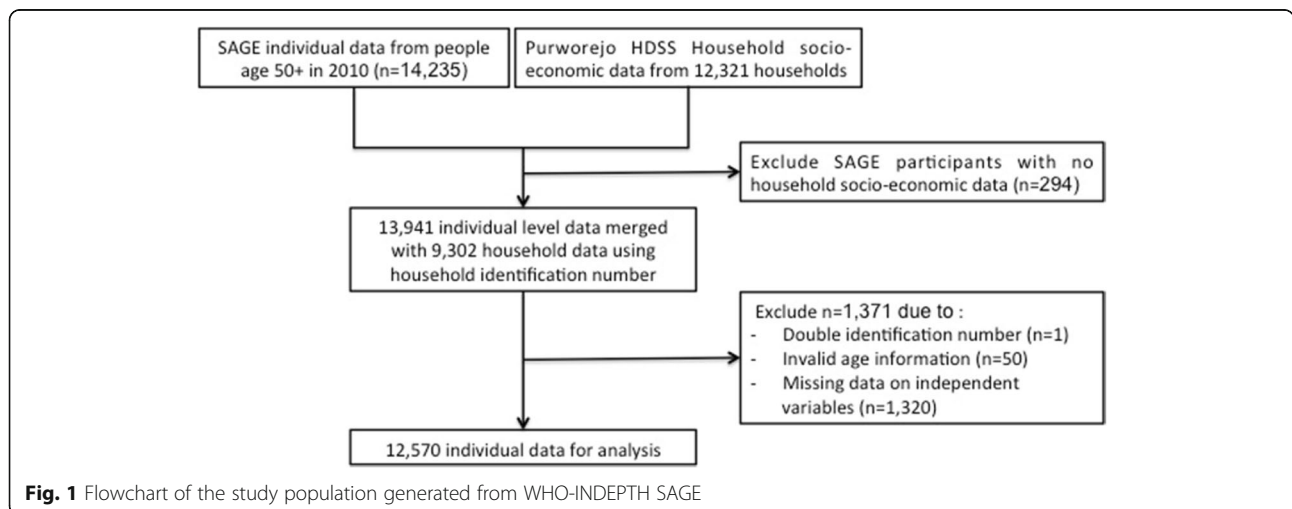 SAGE individual data from people
age 50+ in 2010 (n=14,235)
Purworejo HDSS Household socio-
economic data from 12,321 households
Exclude SAGE participants with no
household socio-economic data (n=294)
13,941 individual level data merged
with 9,302 household data using
household identification number
Exclude n=1,371 due to :
- Double identification number (n=1)
- Invalid age information (n=50)
- Missing data on independent
variables (n=1,320)
12,570 individual data for analysis
Fig. 1 Flowchart of the study population generated from WHO-INDEPTH SAGE